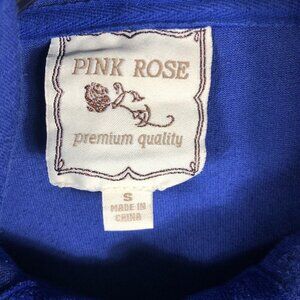 PINK ROSE
premium quality
S
MADE IN
CHINA